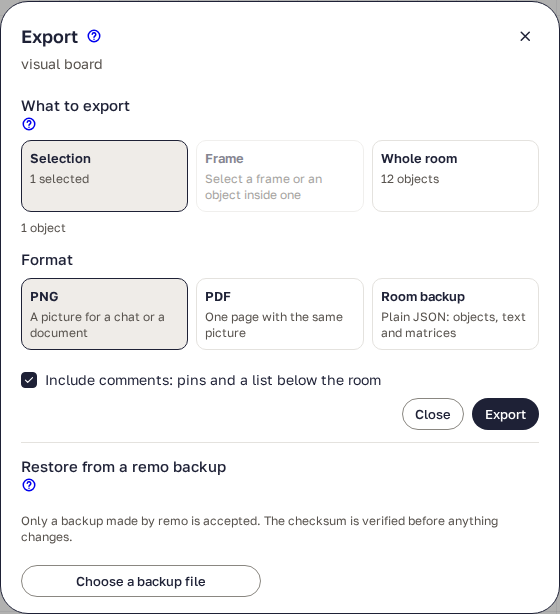 Export
visual board
What to export
Selection
1 selected
Frame
Select a frame or an
object inside one
Whole room
12 objects
1 object
Format
PNG
A picture for a chat or a
document
PDF
One page with the same
picture
Room backup
Plain JSON: objects, text
and matrices
Include comments: pins and a list below the room
Close
Export
Restore from a remo backup
Only a backup made by remo is accepted. The checksum is verified before anything
changes.
Choose a backup file